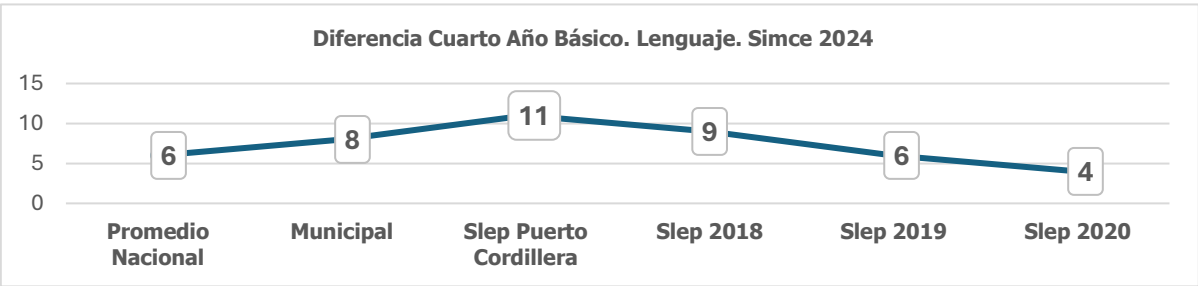 Diferencia Cuarto Año Básico. Lenguaje. Simce 2024
15
10
5
0
6
8
11
9
6
4
Promedio
Nacional
Municipal
Slep Puerto
Cordillera
Slep 2018
Slep 2019
Slep 2020